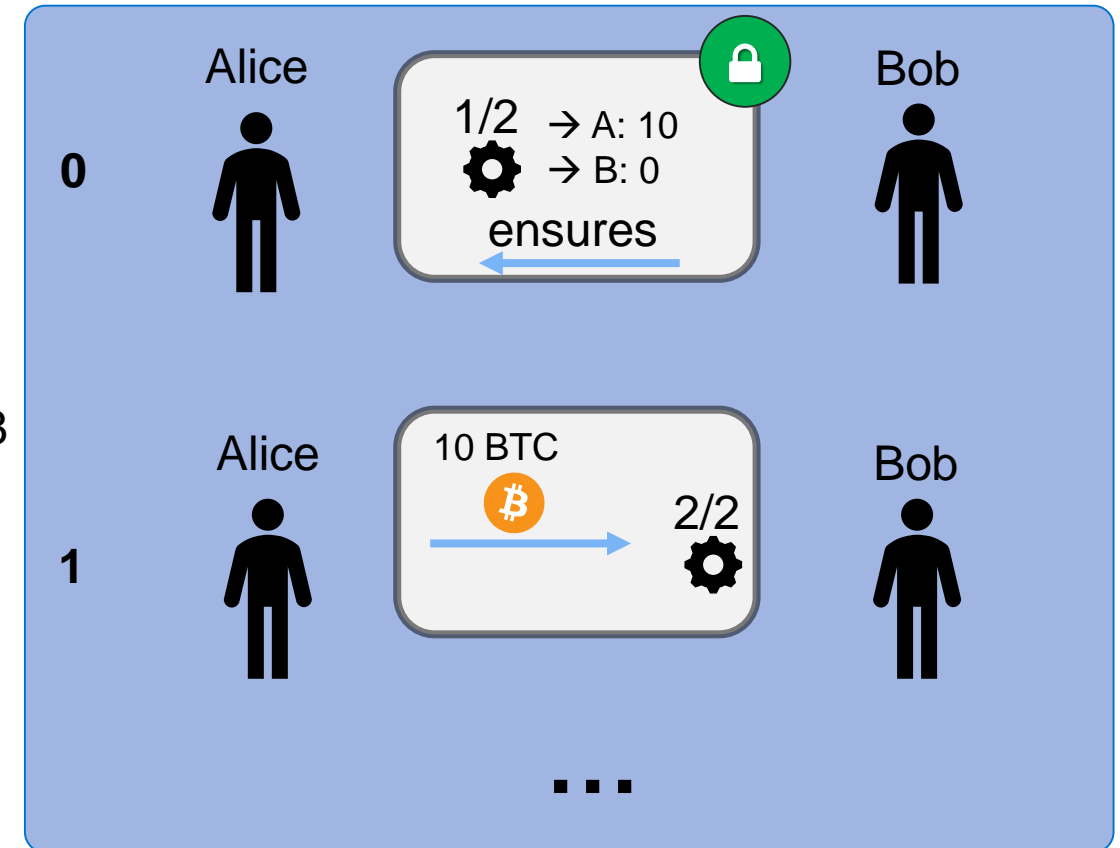 Alice
Bob
0
1/2 → A: 10
→ B: 0
ensures
Alice
Bob
1
10 BTC
2/2
...